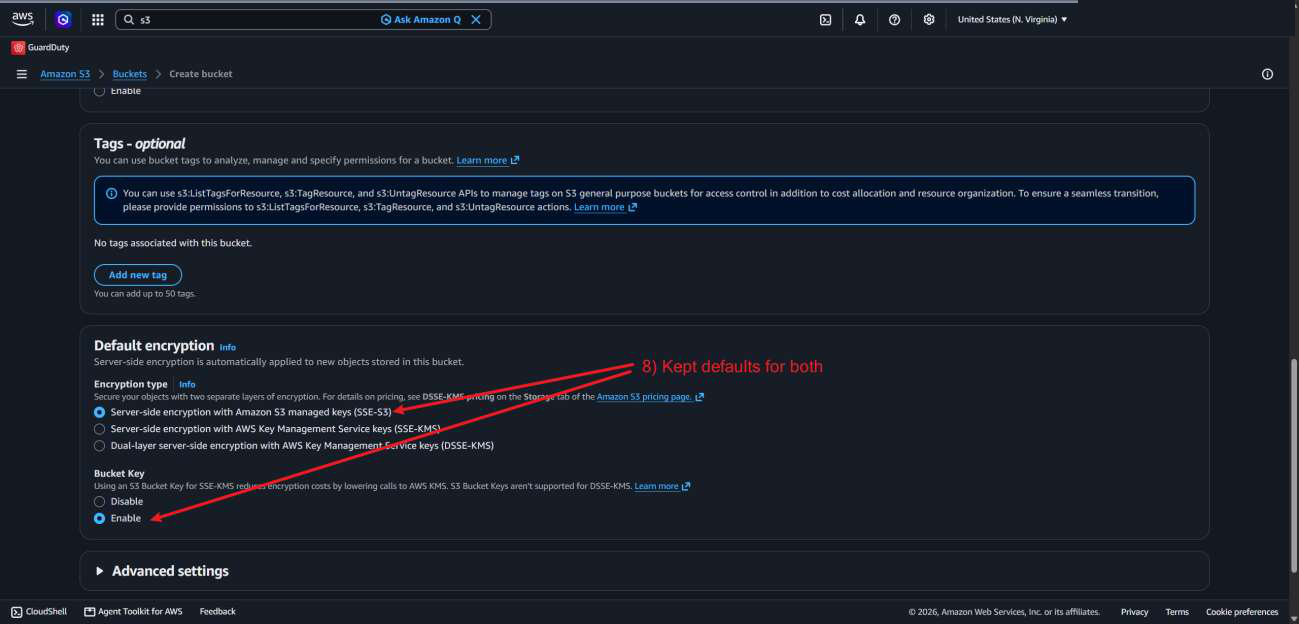 aws
s3
Ask Amazon Q
United States (N. Virginia)
GuardDuty
Amazon S3
Buckets
Create bucket
Enable
Tags - optional
You can use bucket tags to analyze, manage and specify permissions for a bucket. Learn more
You can use s3:ListTagsForResource, s3:TagResource, and s3:UntagResource APIs to manage tags on S3 general purpose buckets for access control in addition to cost allocation and resource organization. To ensure a seamless transition,
please provide permissions to s3:ListTagsForResource, s3:TagResource, and s3:UntagResource actions. Learn more
No tags associated with this bucket.
Add new tag
You can add up to 50 tags.
Default encryption Info
Server-side encryption is automatically applied to new objects stored in this bucket.
8) Kept defaults for both
Encryption type Info
Secure your objects with two separate layers of encryption. For details on pricing, see DSSE-KMS pricing on the Storage tab of the Amazon S3 pricing page.
Server-side encryption with Amazon S3 managed keys (SSE-S3)
Server-side encryption with AWS Key Management Service keys (SSE-KMS)
Dual-layer server-side encryption with AWS Key Management Service keys (DSSE-KMS)
Bucket Key
Using an S3 Bucket Key for SSE-KMS reduces encryption costs by lowering calls to AWS KMS. S3 Bucket Keys aren't supported for DSSE-KMS. Learn more
Disable
Enable
Advanced settings
CloudShell
Agent Toolkit for AWS
Feedback
© 2026, Amazon Web Services, Inc. or its affiliates.
Privacy
Terms
Cookie preferences